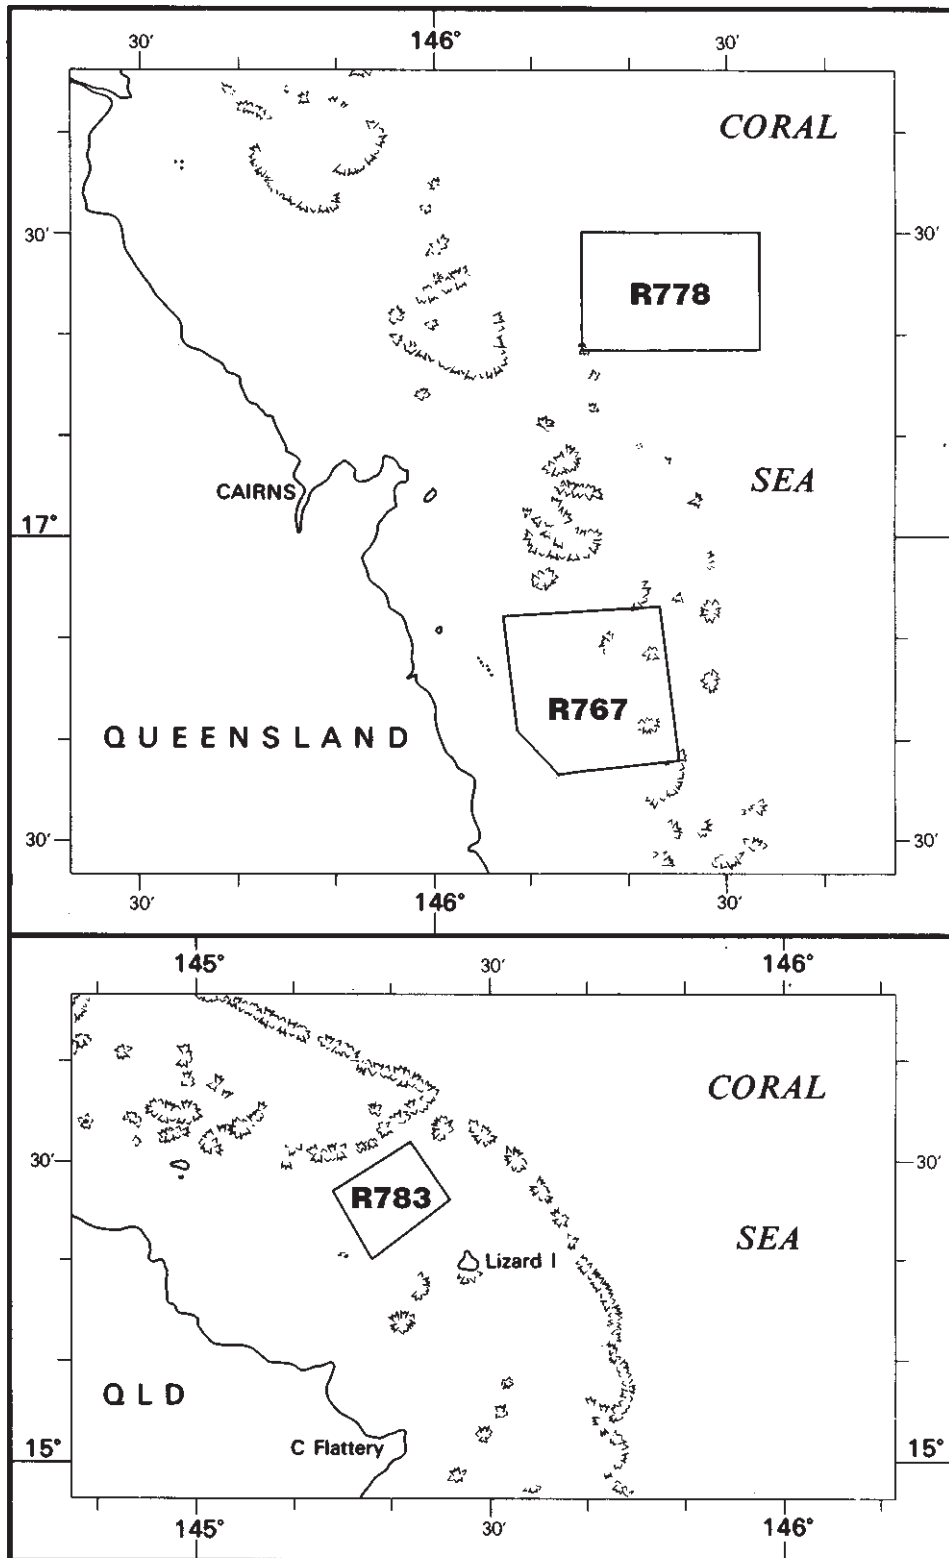 30' 146° 30'
CORAL
30' 30'
R778
SEA
CAIRNS
17°
R767
QUEENSLAND
30' 30'
30' 146° 30'
145° 30' 146°
CORAL
30' 30'
R783
SEA
Lizard I
QLD
C Flattery
15° 15°
145° 30' 146°